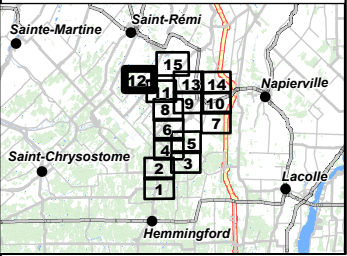 Saint-Rémi
Sainte-Martine
15
12
13
14
Napierville
1
9
10
8
7
6
5
4
Saint-Chrysostome
3
2
Lacolle
1
Hemmingford